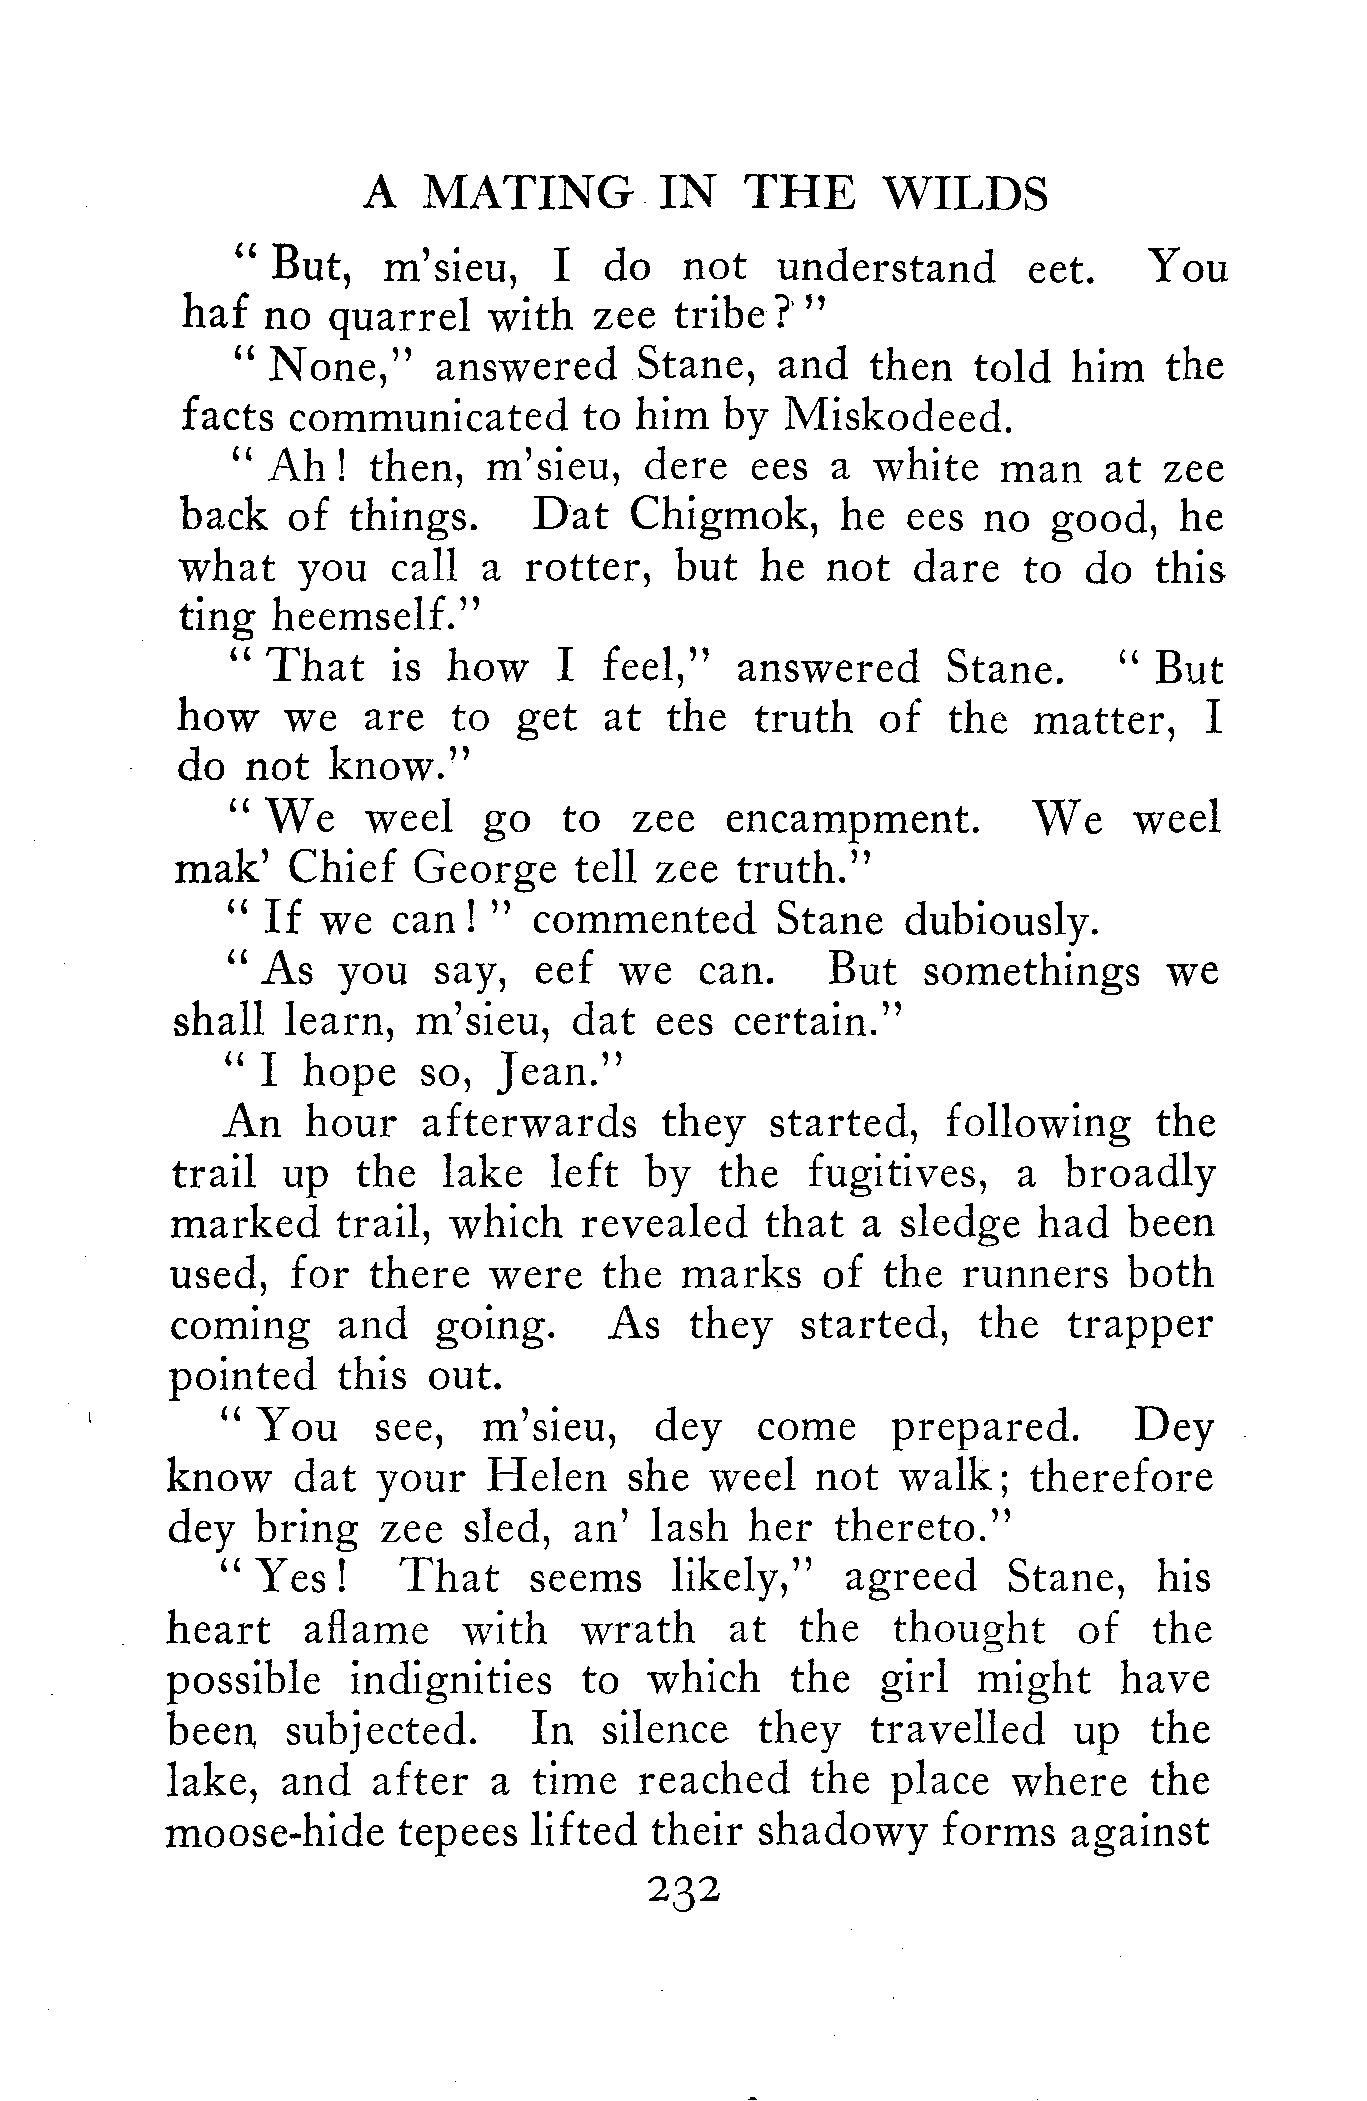 A MATING IN THE WILDS
“ But, m’sieu, I do not understand eet. You
haf no quarrel with zee tribe ? ”
“ None,” answered Stane, and then told him the
facts communicated to him by Miskodeed.
“ Ah ! then, m’sieu, dere ees a white man at zee
back of things. Dat Chigmok, he ees no good, he
what you call a rotter, but he not dare to do this
ting heemself.”
“ That is how I feel,” answered Stane. “ But
how we are to get at the truth of the matter, I
do not know.”
“ We weel go to zee encampment. We weel
mak’ Chief George tell zee truth.”
“ If we can ! ” commented Stane dubiously.
“ As you say, eef we can. But somethings we
shall learn, m’sieu, dat ees certain.”
“ I hope so, Jean.”
An hour afterwards they started, following the
trail up the lake left by the fugitives, a broadly
marked trail, which revealed that a sledge had been
used, for there were the marks of the runners both
coming and going. As they started, the trapper
pointed this out.
“ You see, m’sieu, dey come prepared. Dey
know dat your Helen she weel not walk ; therefore
dey bring zee sled, an’ lash her thereto.”
“ Yes ! That seems likely,” agreed Stane, his
heart aflame with wrath at the thought of the
possible indignities to which the girl might have
been subjected. In silence they travelled up the
lake, and after a time reached the place where the
moose-hide tepees lifted their shadowy forms against
232